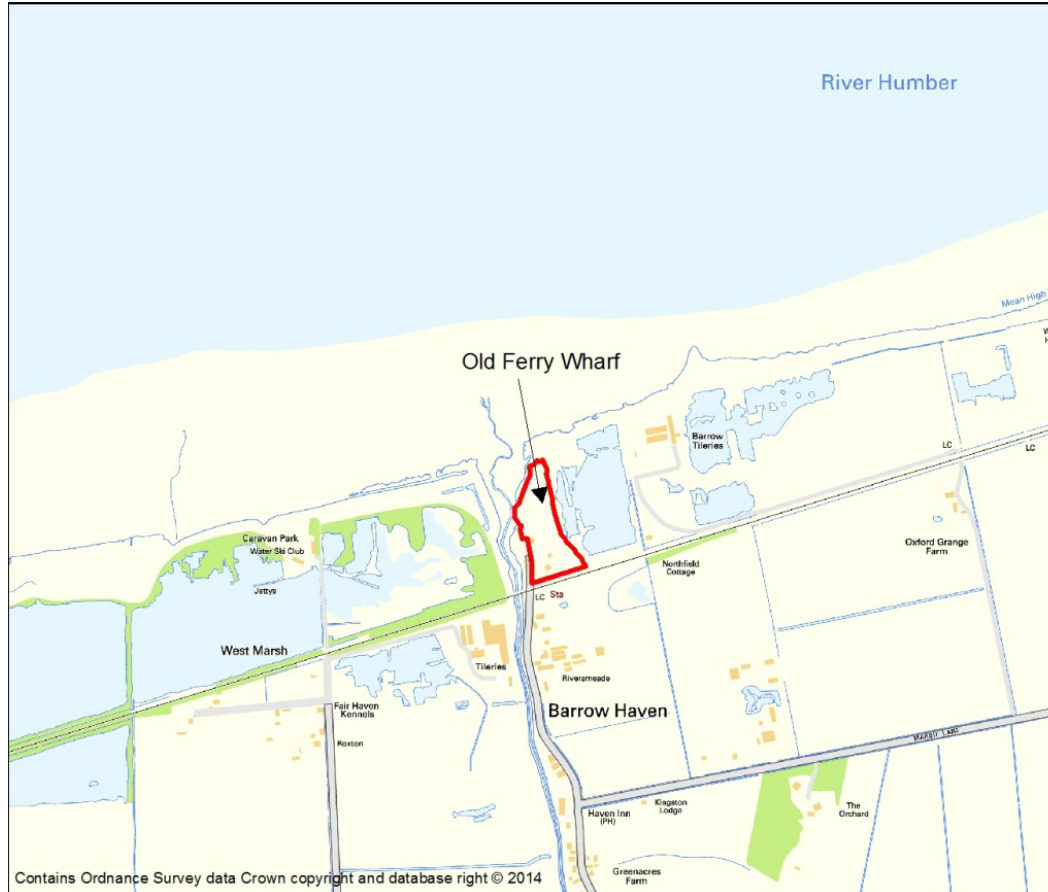 River Humber
Mean High
Old Ferry Wharf
W
H
Barrow
Tileries
LC
LC
Caravan Park
Water Ski Club
Oxford Grange
Farm
Jettys
Northfield
Cottage
LC Sta
West Marsh
Tileries
Riversmeade
Fair Haven
Kennels
Barrow Haven
Roxton
Marsh Lane
Haven Inn
(PH)
Kingston
Lodge
The
Orchard
Greenacres
Farm
Contains Ordnance Survey data Crown copyright and database right © 2014